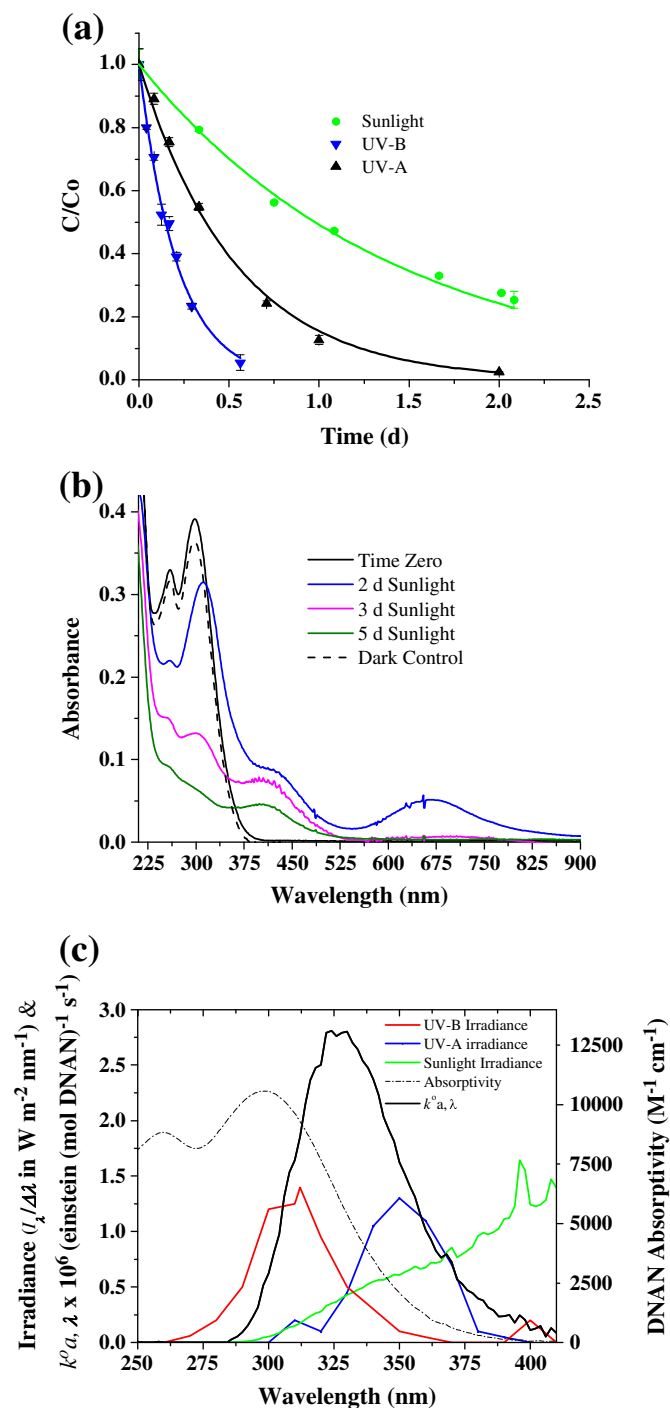 (a)
1.0
0.8
0.6
0.4
0.2
0.0
C/Co
Sunlight
UV-B
UV-A
0.0 0.5 1.0 1.5 2.0 2.5
Time (d)
(b)
0.4
0.3
0.2
0.1
0.0
Absorbance
Time Zero
2 d Sunlight
3 d Sunlight
5 d Sunlight
Dark Control
225 300 375 450 525 600 675 750 825 900
Wavelength (nm)
(c)
Irradiance (I_λ/Δλ in W m⁻² nm⁻¹) &
k⁰a, λ x 10⁶ (einstein (mol DNAN)⁻¹ s⁻¹)
3.0
2.5
2.0
1.5
1.0
0.5
0.0
UV-B Irradiance
UV-A irradiance
Sunlight Irradiance
Absorptivity
k⁰a, λ
12500
10000
7500
5000
2500
0
DNAN Absorptivity (M⁻¹ cm⁻¹)
250 275 300 325 350 375 400
Wavelength (nm)